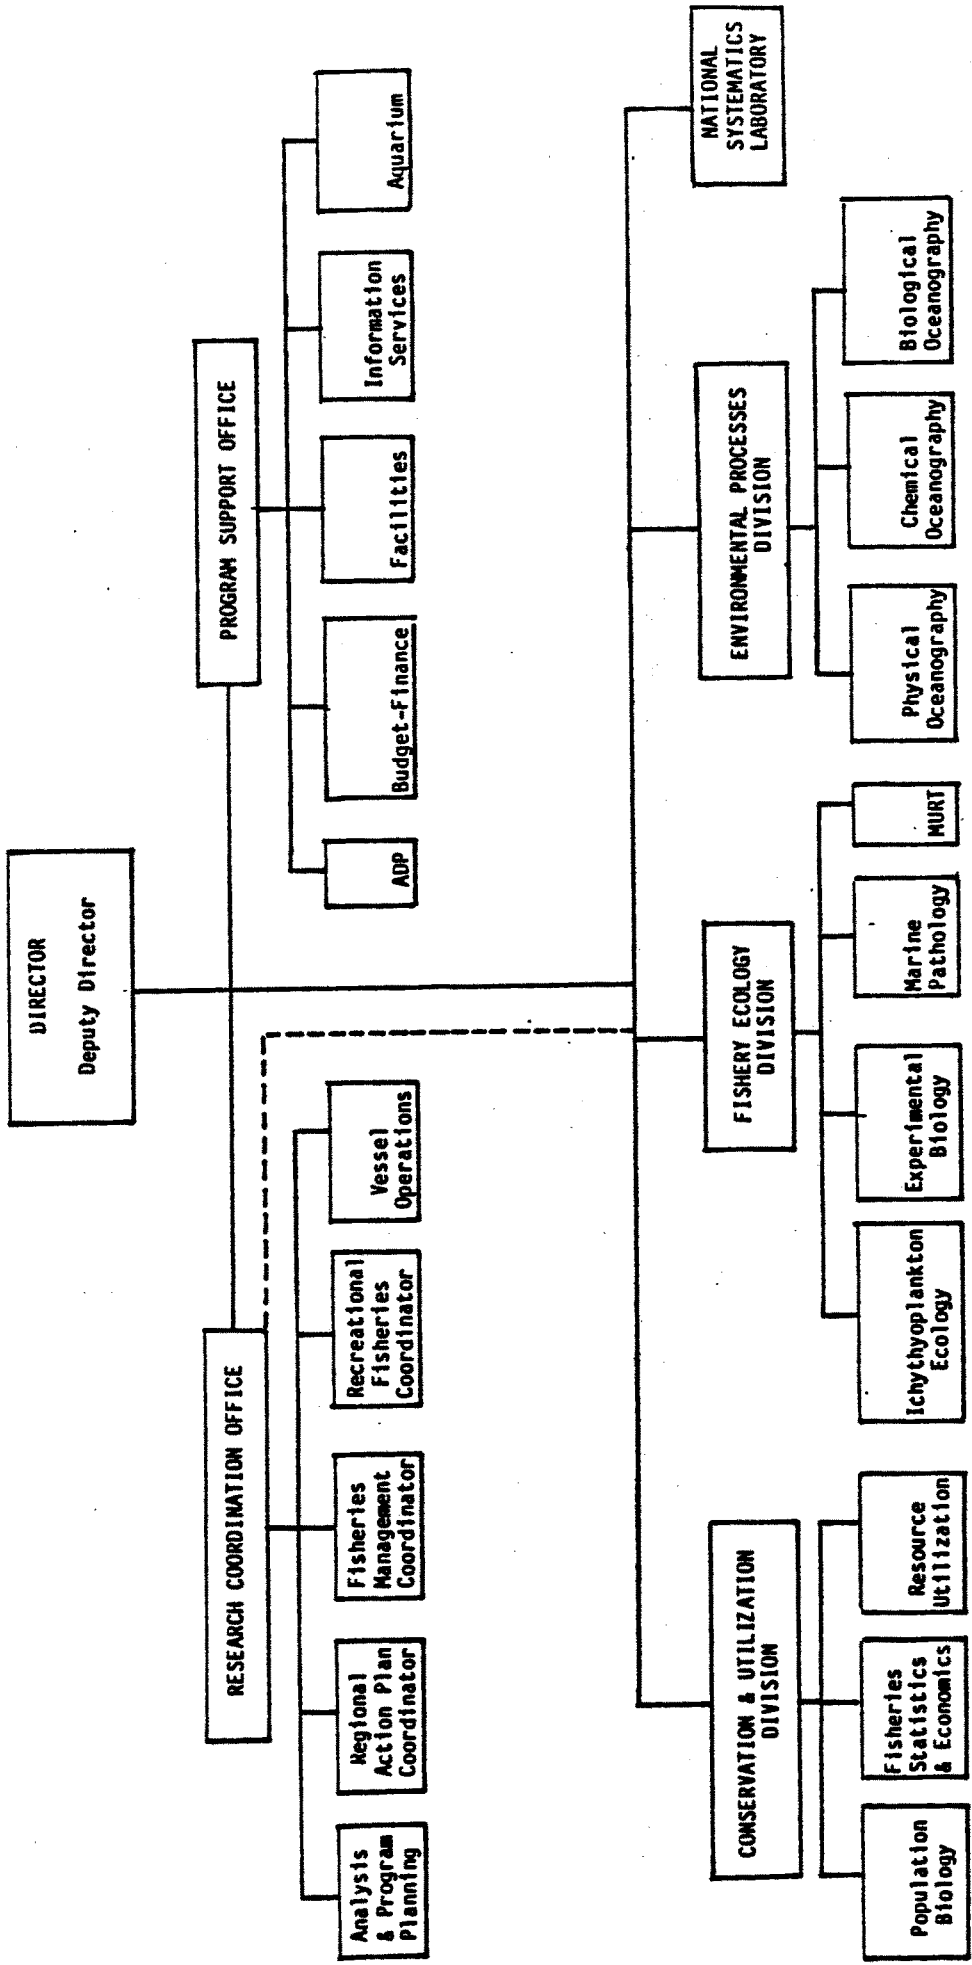 DIRECTOR
Deputy Director
RESEARCH COORDINATION OFFICE
PROGRAM SUPPORT OFFICE
Analysis
& Program
Planning
Regional
Action Plan
Coordinator
Fisheries
Management
Coordinator
Recreational
Fisheries
Coordinator
Vessel
Operations
ADP
Budget-Finance
Facilities
Information
Services
Aquarium
CONSERVATION & UTILIZATION
DIVISION
FISHERY ECOLOGY
DIVISION
ENVIRONMENTAL PROCESSES
DIVISION
NATIONAL
SYSTEMATICS
LABORATORY
Population
Biology
Fisheries
Statistics
& Economics
Resource
Utilization
Ichythyoplankton
Ecology
Experimental
Biology
Marine
Pathology
MURT
Physical
Oceanography
Chemical
Oceanography
Biological
Oceanography